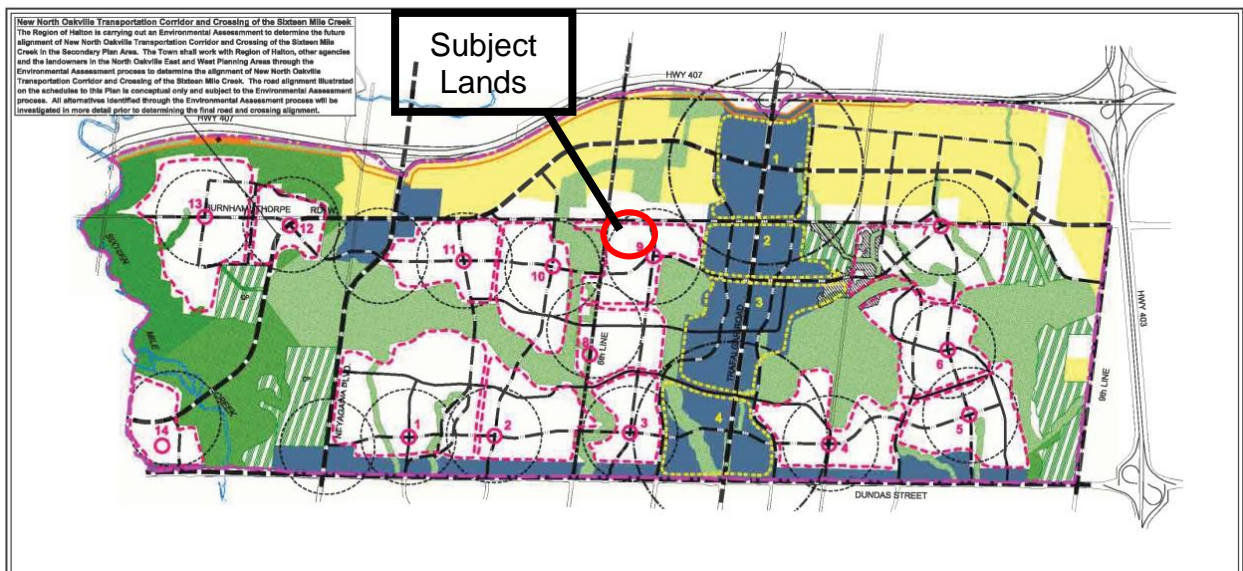 New North Oakville Transportation Corridor and Crossing of the Sixteen Mile Creek
The Region of Halton is carrying out an Environmental Assessmemt to determine the future
alignment of New North Oakville Transportation Corridor and Crossing of the Sixteen Mile
Creek in the Secondary Plan Area. The Town shall work with Region of Halton, other agencies
and the landowners in the North Oakville East and West Planning Areas through the
Environmental Assessment process to determine the alignment of New North Oakville
Transportation Corridor and Crossing of the Sixteen Mile Creek. The road alignment illustrated
on the schedules to this Plan is conceptual only and subject to the Environmental Assessment
process. All alternatives identified through the Environmental Assessment process will be
investigated in more detail prior to determining the final road and crossing alignment.
Subject
Lands
HWY 407
HWY 407
1
13
BURNHAMTHORPE
RD. W.
12
2
7
9
11
10
SIXTEEN
MILE
CREEK
3
TRAFALGAR ROAD
HWY 403
8
6TH LINE
6
9th LINE
NEYAGAWA BLVD.
4
14
1
2
3
4
5
DUNDAS STREET